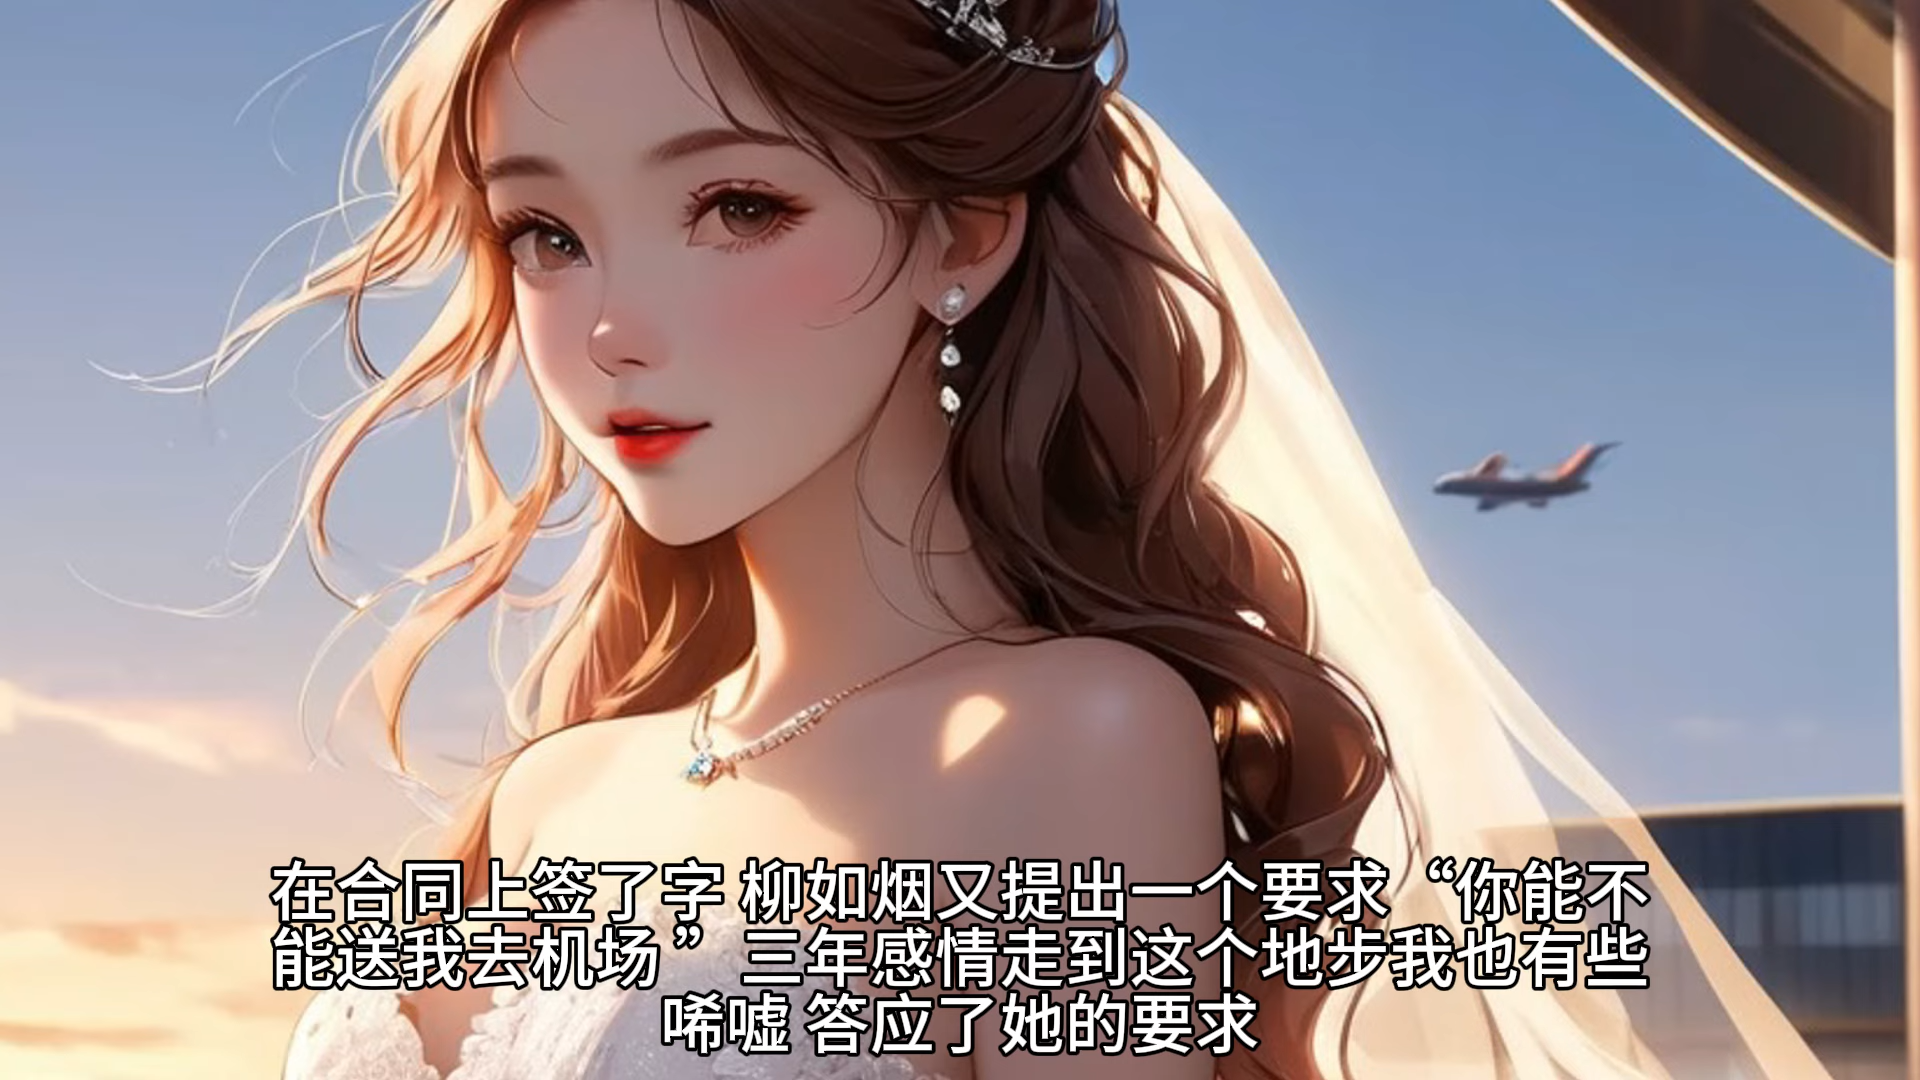 在合同上签了字 柳如烟又提出一个要求“你能不
能送我去机场”三年感情走到这个地步我也有些
唏嘘 答应了她的要求